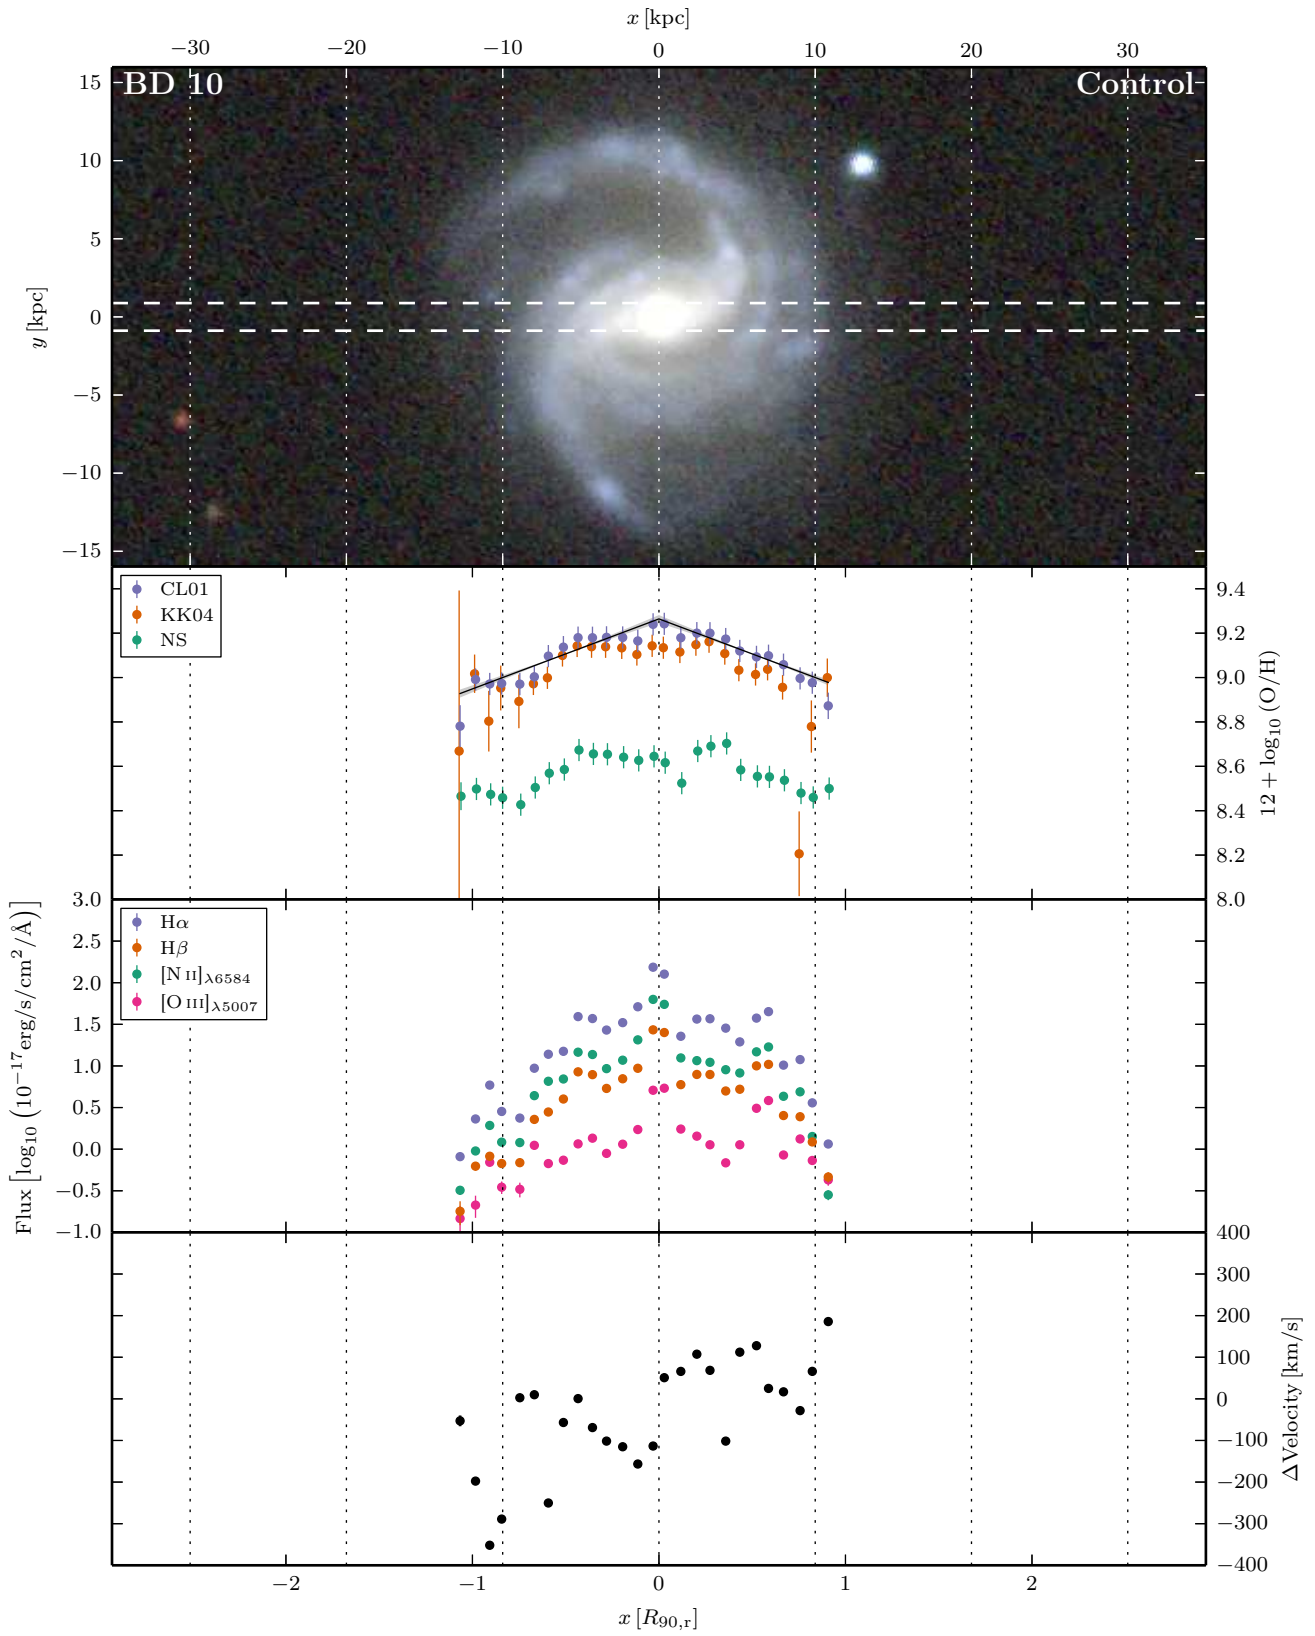 x [kpc]
−30 −20 −10 0 10 20 30
BD 10 Control
15
10
5
0
−5
−10
−15
y [kpc]
CL01
KK04
NS
9.4
9.2
9.0
8.8
8.6
8.4
8.2
8.0
12 + log₁₀ (O/H)
Hα
Hβ
[N II]λ6584
[O III]λ5007
3.0
2.5
2.0
1.5
1.0
0.5
0.0
−0.5
−1.0
Flux [log₁₀ (10⁻¹⁷erg/s/cm²/Å)]
400
300
200
100
0
−100
−200
−300
−400
ΔVelocity [km/s]
−2 −1 0 1 2
x [R₉₀,ᵣ]